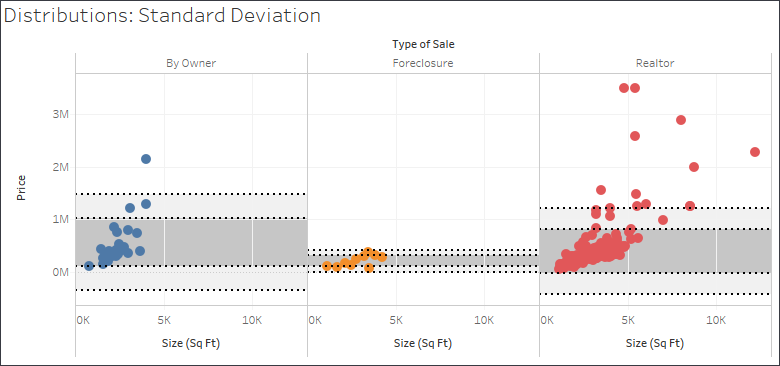 Distributions: Standard Deviation
Type of Sale
By Owner Foreclosure Realtor
3M
2M
1M
0M
Price
0K 5K 10K 0K 5K 10K 0K 5K 10K
Size (Sq Ft) Size (Sq Ft) Size (Sq Ft)